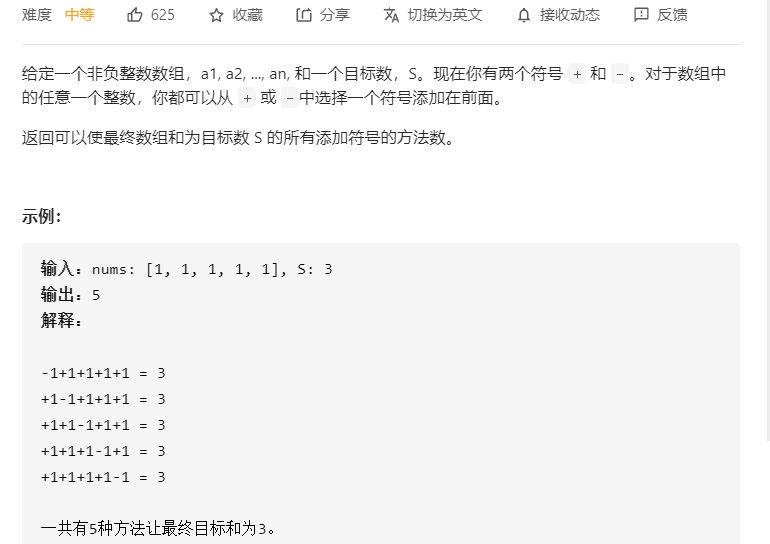 难度 中等 625 收藏 分享 切换为英文 接收动态 反馈
给定一个非负整数数组，a1, a2, ..., an, 和一个目标数，S。现在你有两个符号 + 和 -。对于数组中
的任意一个整数，你都可以从 + 或 -中选择一个符号添加在前面。
返回可以使最终数组和为目标数 S 的所有添加符号的方法数。
示例：
输入：nums: [1, 1, 1, 1, 1], S: 3
输出：5
解释：
-1+1+1+1+1 = 3
+1-1+1+1+1 = 3
+1+1-1+1+1 = 3
+1+1+1-1+1 = 3
+1+1+1+1-1 = 3
一共有5种方法让最终目标和为3。